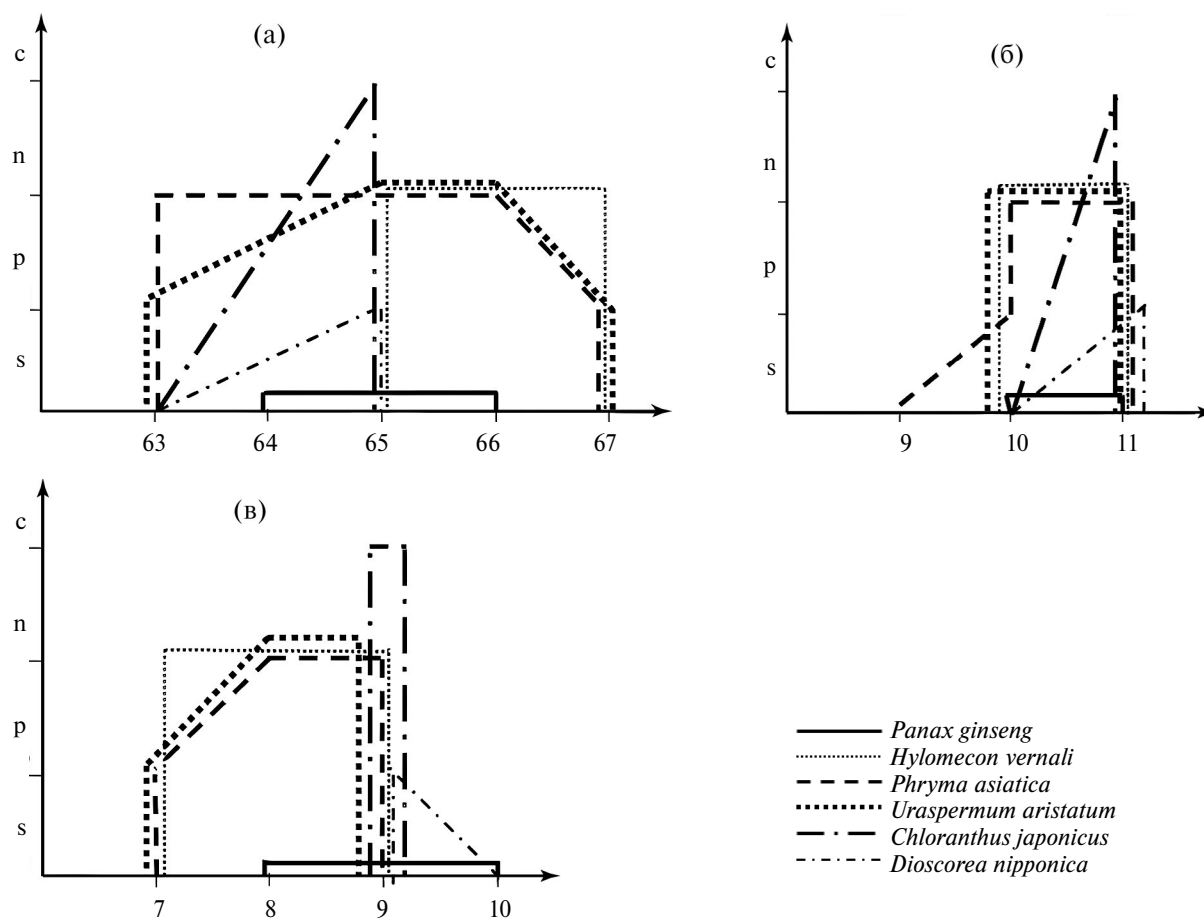 (а)
c
n
p
s
63 64 65 66 67
(б)
c
n
p
s
9 10 11
(в)
c
n
p
s
7 8 9 10
Panax ginseng
Hylomecon vernali
Phryma asiatica
Uraspermum aristatum
Chloranthus japonicus
Dioscorea nipponica